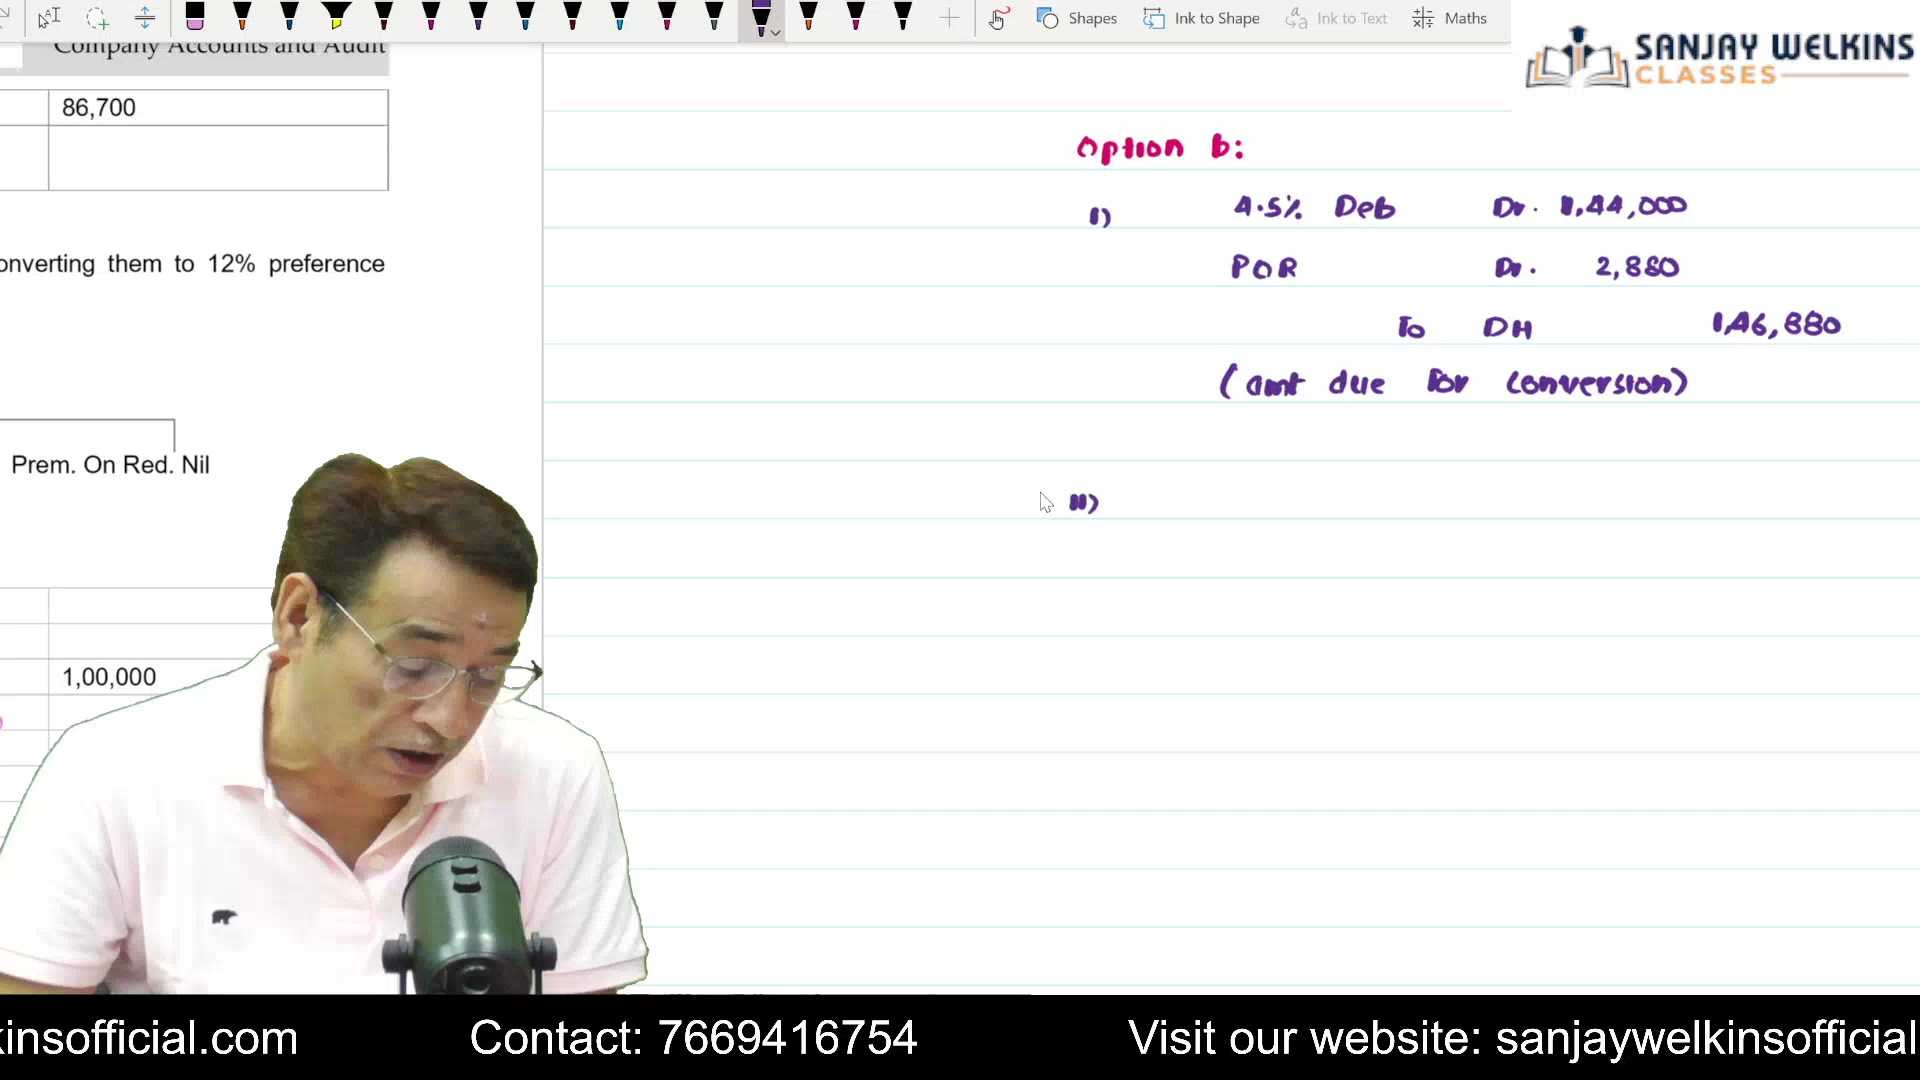 Shapes
Ink to Shape
Ink to Text
Maths
SANJAY WELKINS
CLASSES
Company Accounts and Audit
86,700
onverting them to 12% preference
Prem. On Red. Nil
1,00,000
Option b:
I) 4.5% Deb Dr. 1,44,000
POR Dr. 2,880
To DH 1,46,880
(amt due for conversion)
II)
kinsofficial.com Contact: 7669416754 Visit our website: sanjaywelkinsofficial